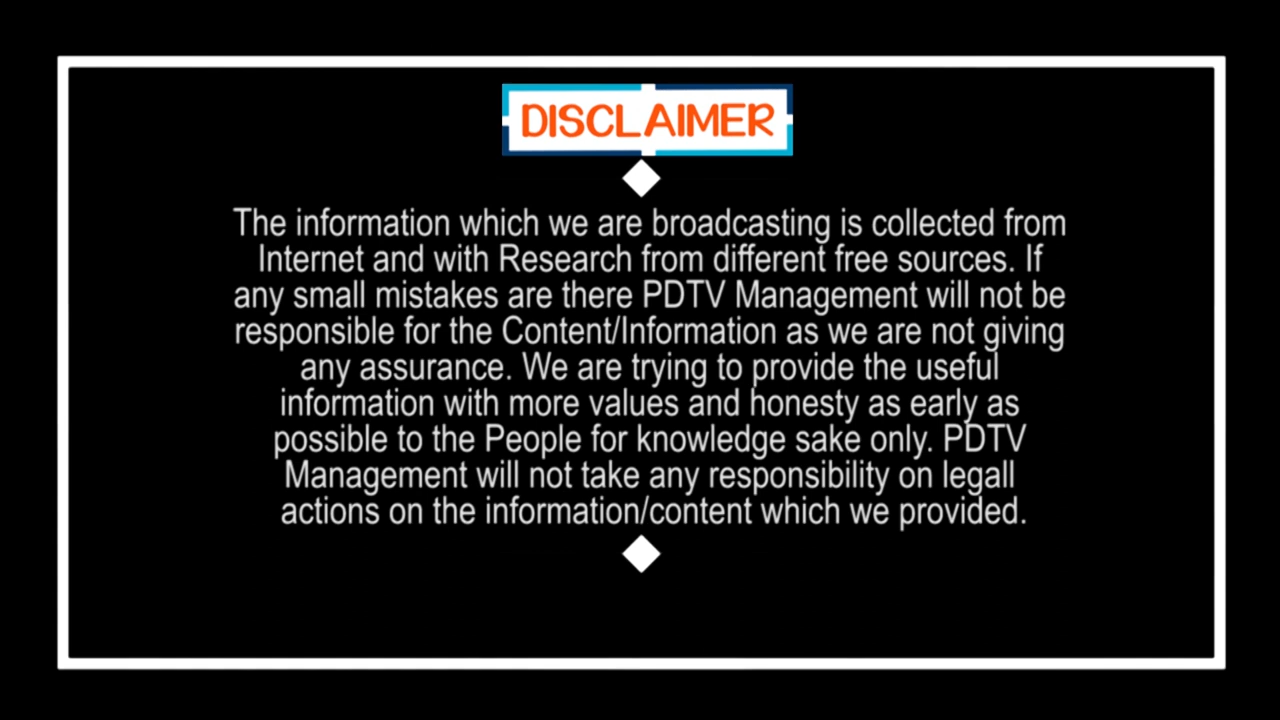 DISCLAIMER
The information which we are broadcasting is collected from
Internet and with Research from different free sources. If
any small mistakes are there PDTV Management will not be
responsible for the Content/Information as we are not giving
any assurance. We are trying to provide the useful
information with more values and honesty as early as
possible to the People for knowledge sake only. PDTV
Management will not take any responsibility on legall
actions on the information/content which we provided.